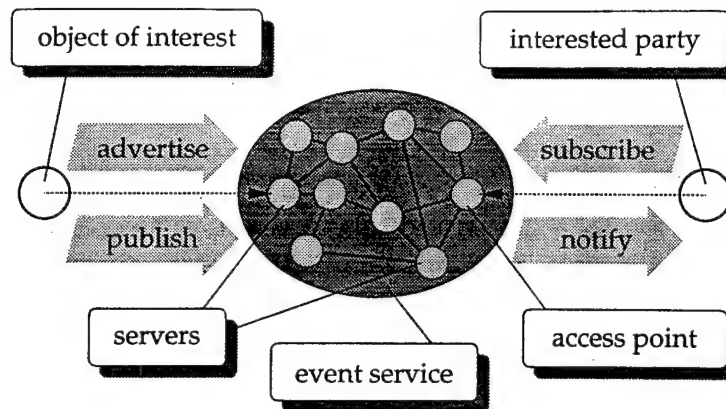 object of interest
interested party
advertise
subscribe
publish
notify
servers
access point
event service